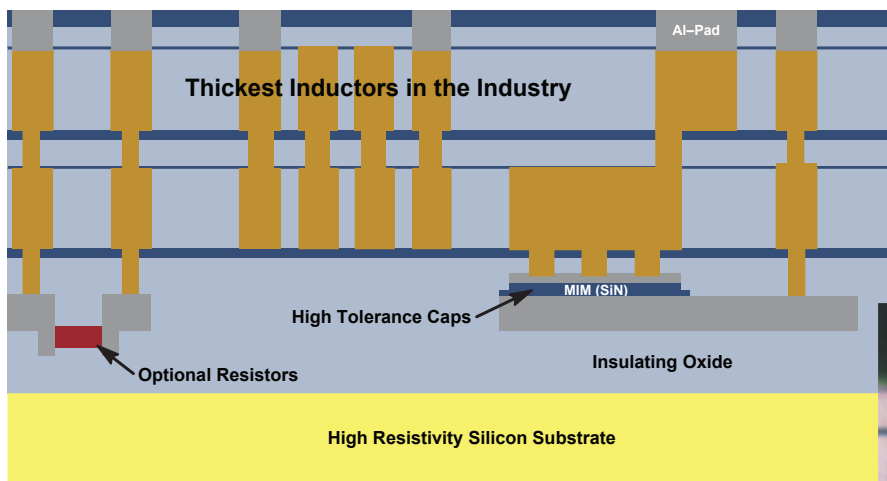 Al–Pad
Thickest Inductors in the Industry
MIM (SiN)
High Tolerance Caps
Insulating Oxide
Optional Resistors
High Resistivity Silicon Substrate